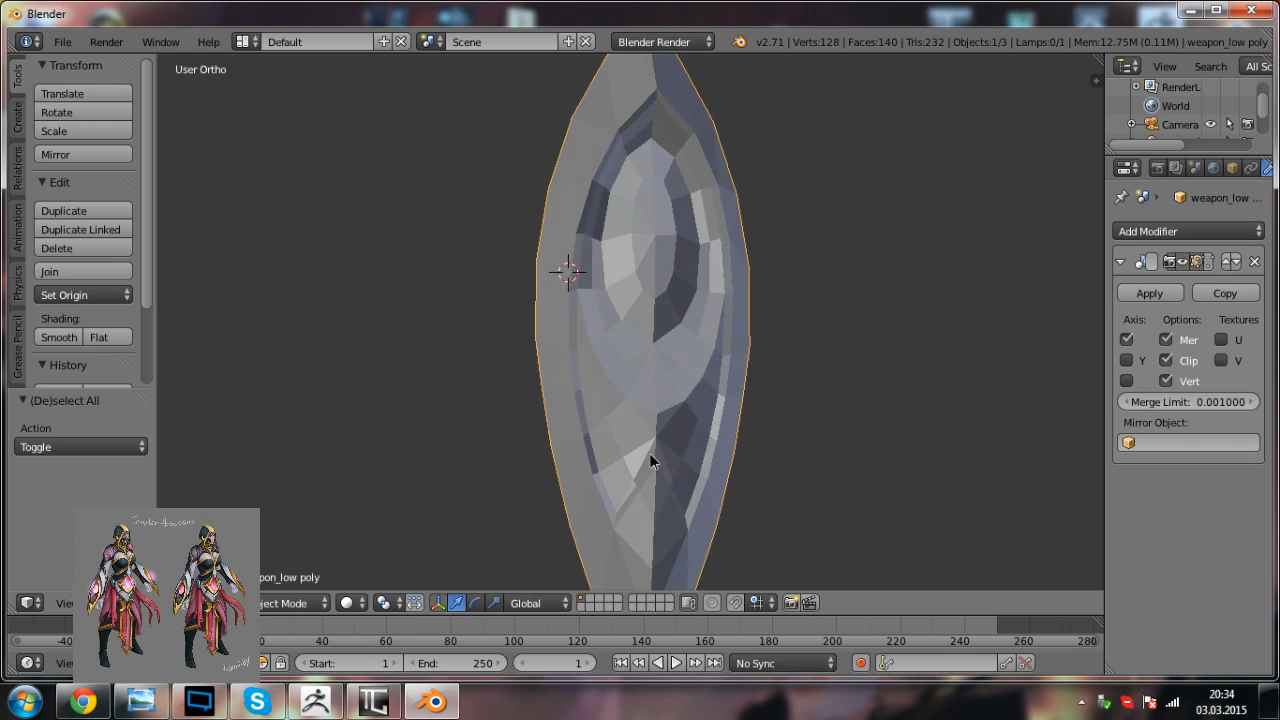 Blender
File Render Window Help Default Scene Blender Render v2.71 | Verts:128 | Faces:140 | Tris:232 | Objects:1/3 | Lamps:0/1 | Mem:12.75M (0.11M) | weapon_low poly
Tools
Create
Relations
Animation
Physics
Grease Pencil
Transform
Translate
Rotate
Scale
Mirror
Edit
Duplicate
Duplicate Linked
Delete
Join
Set Origin
Shading:
Smooth Flat
History
(De)select All
Action
Toggle
User Ortho
View Search All Sc
RenderL
World
Camera
weapon_low ...
Add Modifier
Apply Copy
Axis: Options: Textures
Mer U
Y Clip V
Vert
Merge Limit: 0.001000
Mirror Object:
Templar Assassin
pon_low poly
Vie ject Mode Global
-40 20 40 60 80 100 120 140 160 180 200 220 240 260 280
Vie Start: 1 End: 250 1 No Sync
20:34
03.03.2015